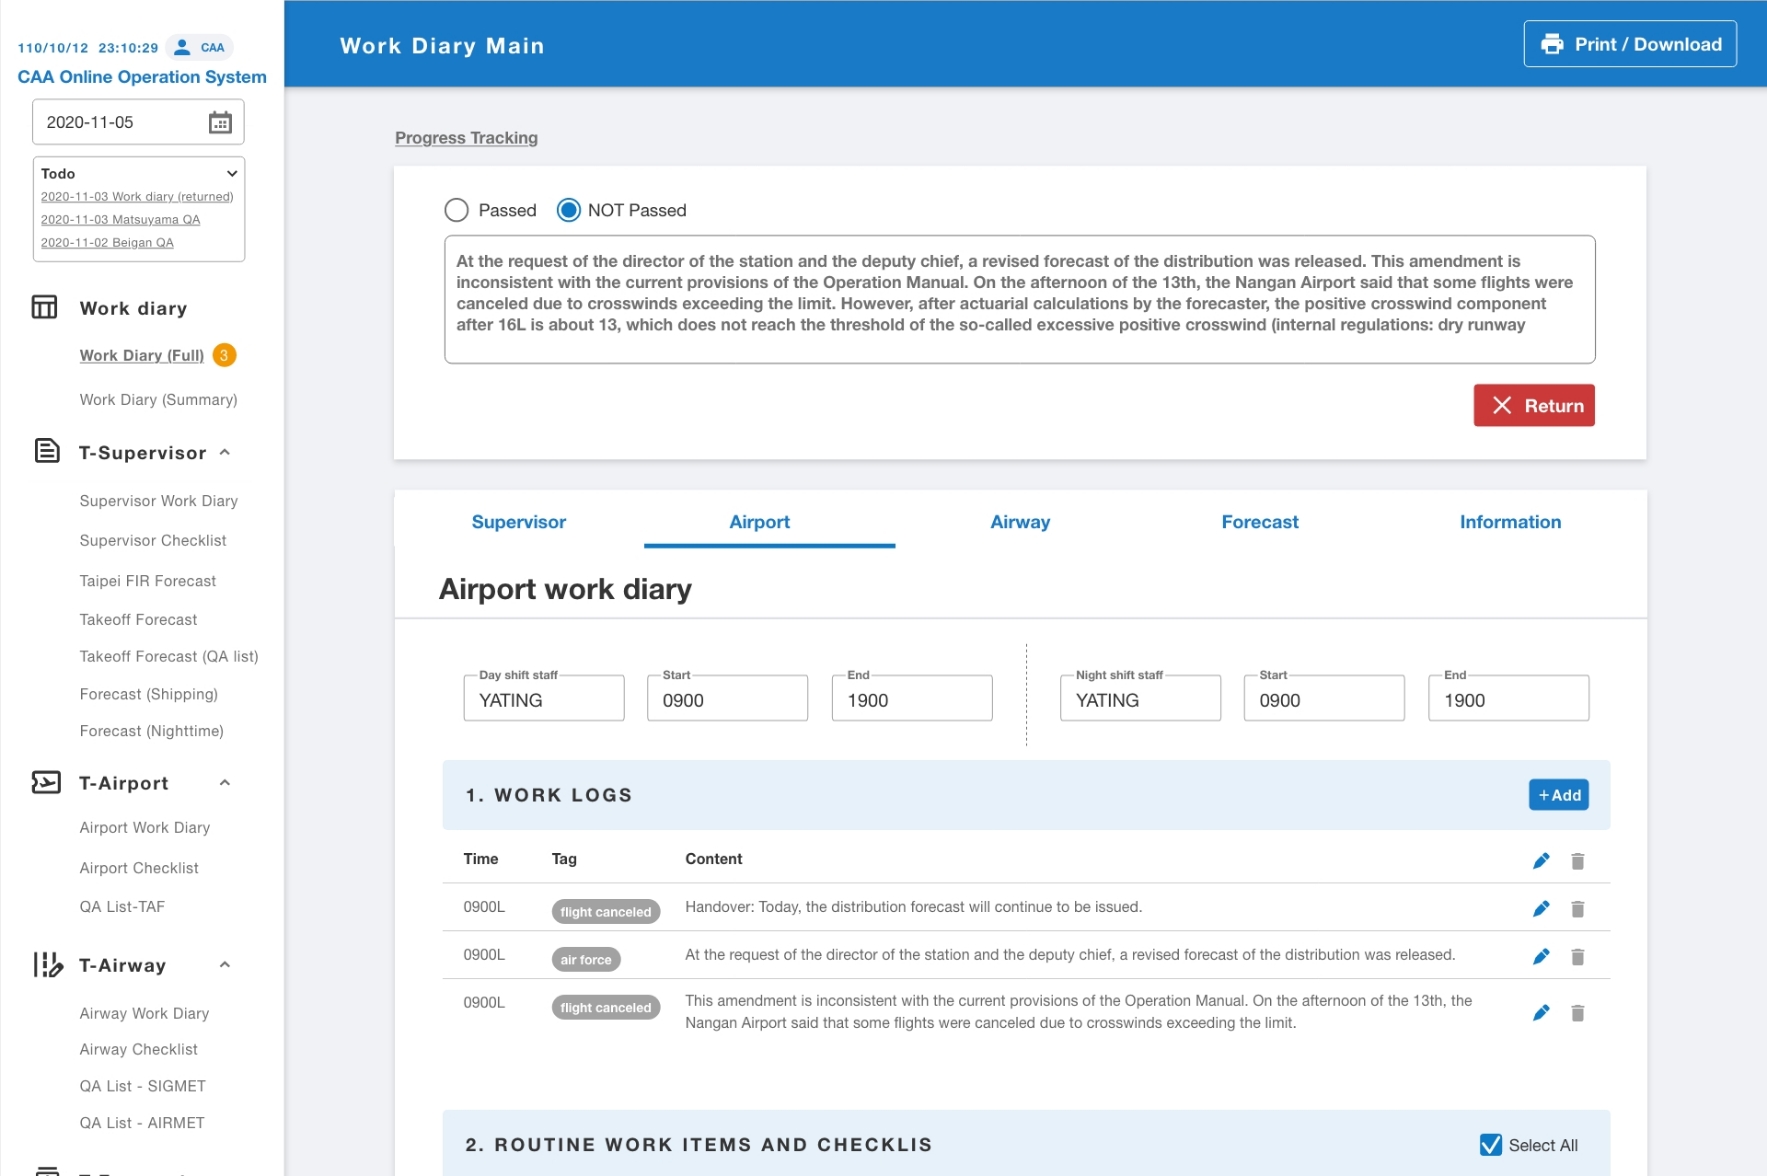 110/10/12 23:10:29 CAA
CAA Online Operation System
2020-11-05
Todo
2020-11-03 Work diary (returned)
2020-11-03 Matsuyama QA
2020-11-02 Beigan QA
Work diary
Work Diary (Full) 3
Work Diary (Summary)
T-Supervisor
Supervisor Work Diary
Supervisor Checklist
Taipei FIR Forecast
Takeoff Forecast
Takeoff Forecast (QA list)
Forecast (Shipping)
Forecast (Nighttime)
T-Airport
Airport Work Diary
Airport Checklist
QA List-TAF
T-Airway
Airway Work Diary
Airway Checklist
QA List - SIGMET
QA List - AIRMET
Work Diary Main
Print / Download
Progress Tracking
Passed NOT Passed
At the request of the director of the station and the deputy chief, a revised forecast of the distribution was released. This amendment is
inconsistent with the current provisions of the Operation Manual. On the afternoon of the 13th, the Nangan Airport said that some flights were
canceled due to crosswinds exceeding the limit. However, after actuarial calculations by the forecaster, the positive crosswind component
after 16L is about 13, which does not reach the threshold of the so-called excessive positive crosswind (internal regulations: dry runway
Return
Supervisor Airport Airway Forecast Information
Airport work diary
Day shift staff Start End Night shift staff Start End
YATING 0900 1900 YATING 0900 1900
1. WORK LOGS +Add
Time Tag Content
0900L flight canceled Handover: Today, the distribution forecast will continue to be issued.
0900L air force At the request of the director of the station and the deputy chief, a revised forecast of the distribution was released.
0900L flight canceled This amendment is inconsistent with the current provisions of the Operation Manual. On the afternoon of the 13th, the
Nangan Airport said that some flights were canceled due to crosswinds exceeding the limit.
2. ROUTINE WORK ITEMS AND CHECKLIS Select All